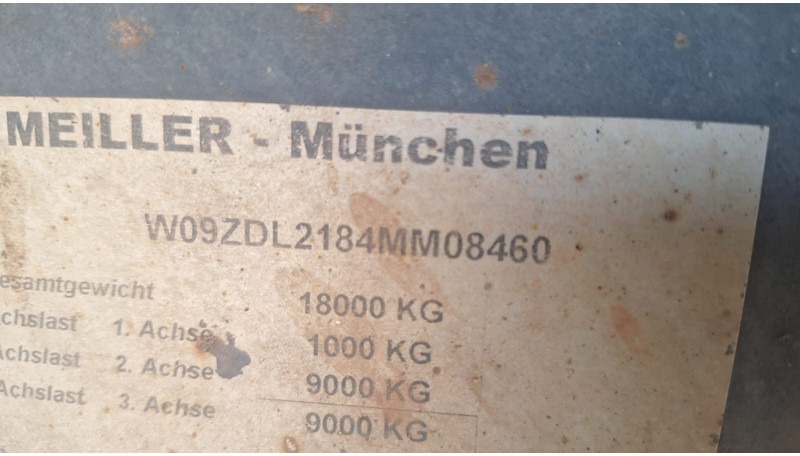 MEILLER - München
W09ZDL2184MM08460
esamtgewicht 18000 KG
chslast 1. Achse 1000 KG
Achslast 2. Achse 9000 KG
Achslast 3. Achse 9000 KG